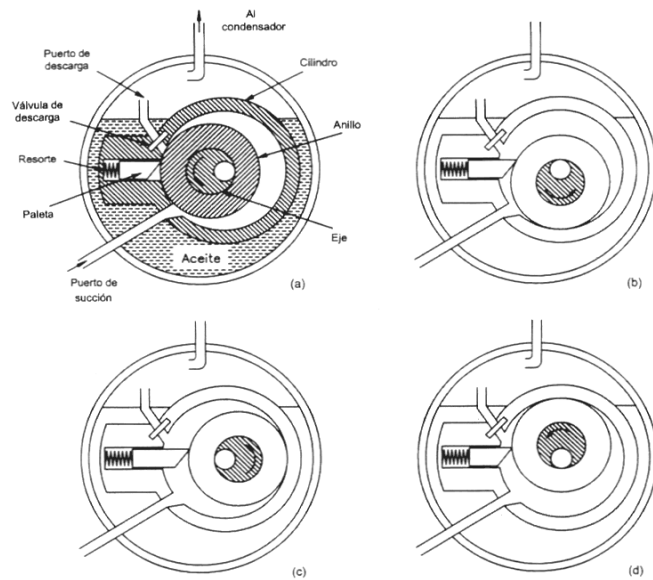 Al
condensador
Puerto de
descarga
Cilindro
Válvula de
descarga
Anillo
Resorte
Paleta
Eje
Aceite
Puerto de
succión
(a)
(b)
(c)
(d)